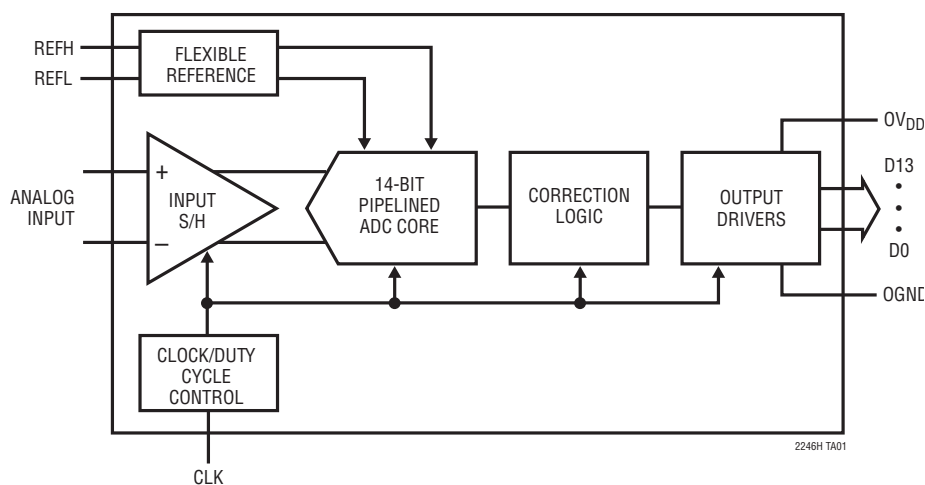 REFH
REFL
FLEXIBLE
REFERENCE
ANALOG
INPUT
+
–
INPUT
S/H
14-BIT
PIPELINED
ADC CORE
CORRECTION
LOGIC
OUTPUT
DRIVERS
OVDD
D13
•
•
•
D0
OGND
CLOCK/DUTY
CYCLE
CONTROL
CLK
2246H TA01